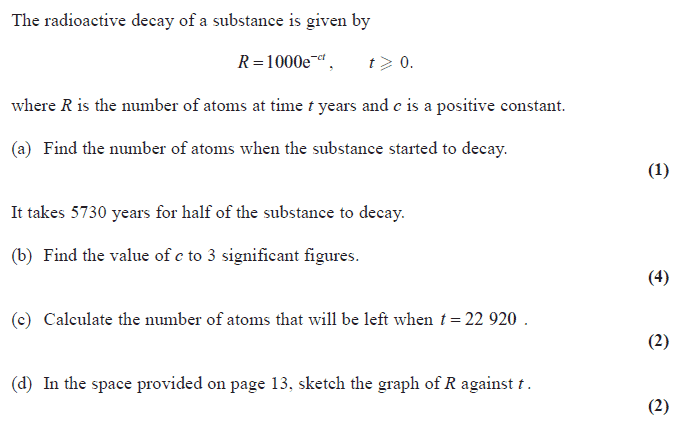 The radioactive decay of a substance is given by
R = 1000e^{-ct}, t ⩾ 0.
where R is the number of atoms at time t years and c is a positive constant.
(a) Find the number of atoms when the substance started to decay.
(1)
It takes 5730 years for half of the substance to decay.
(b) Find the value of c to 3 significant figures.
(4)
(c) Calculate the number of atoms that will be left when t = 22 920 .
(2)
(d) In the space provided on page 13, sketch the graph of R against t .
(2)